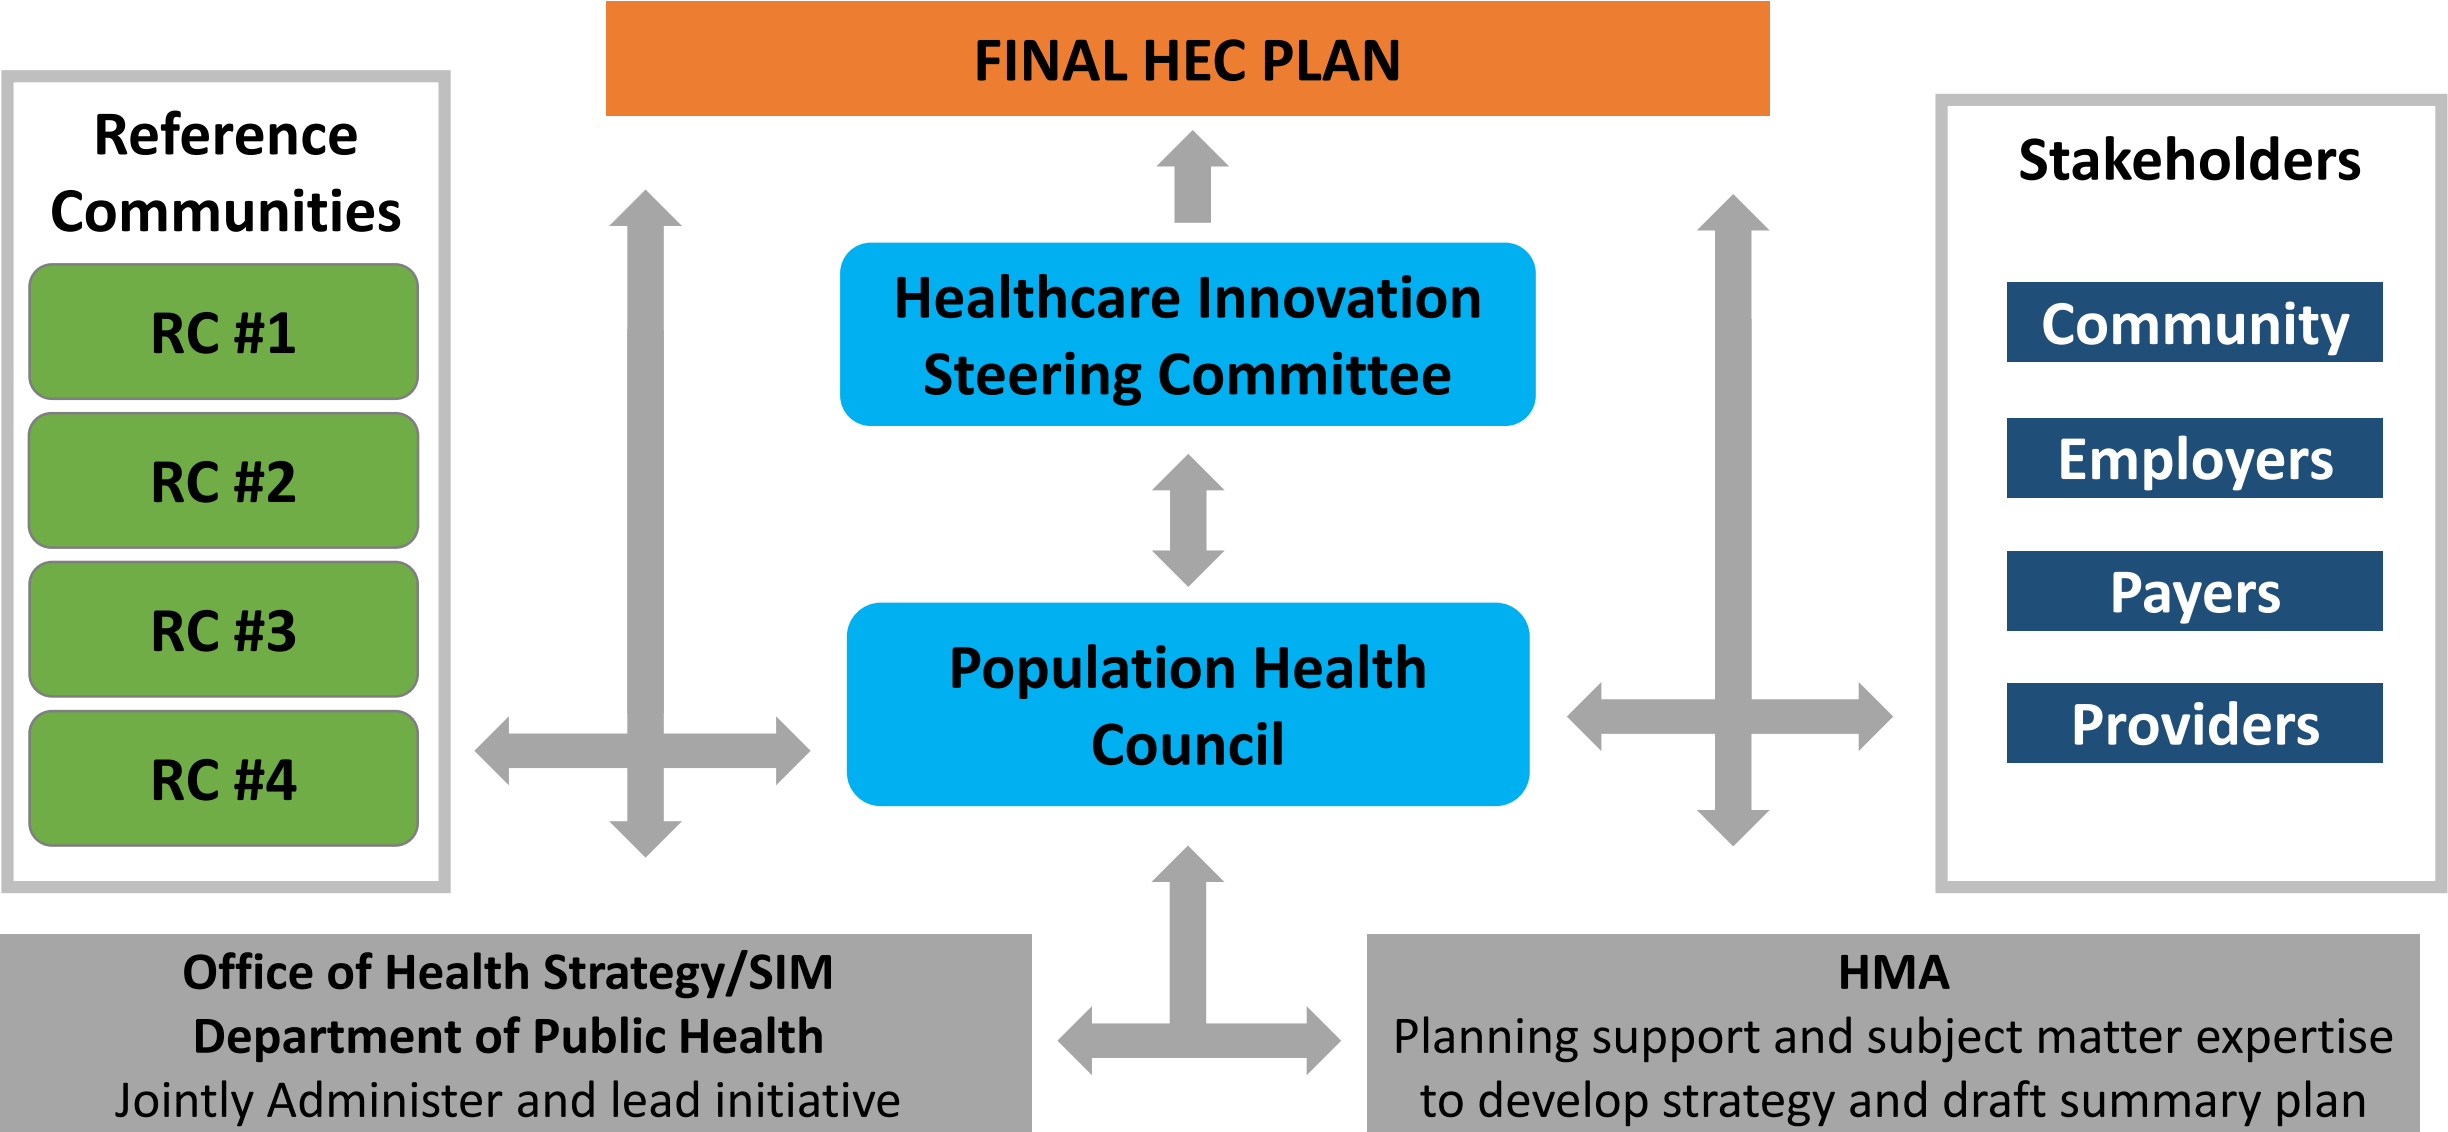 FINAL HEC PLAN
Reference
Communities
RC #1
RC #2
RC #3
RC #4
Healthcare Innovation
Steering Committee
Population Health
Council
Stakeholders
Community
Employers
Payers
Providers
Office of Health Strategy/SIM
Department of Public Health
Jointly Administer and lead initiative
HMA
Planning support and subject matter expertise
to develop strategy and draft summary plan